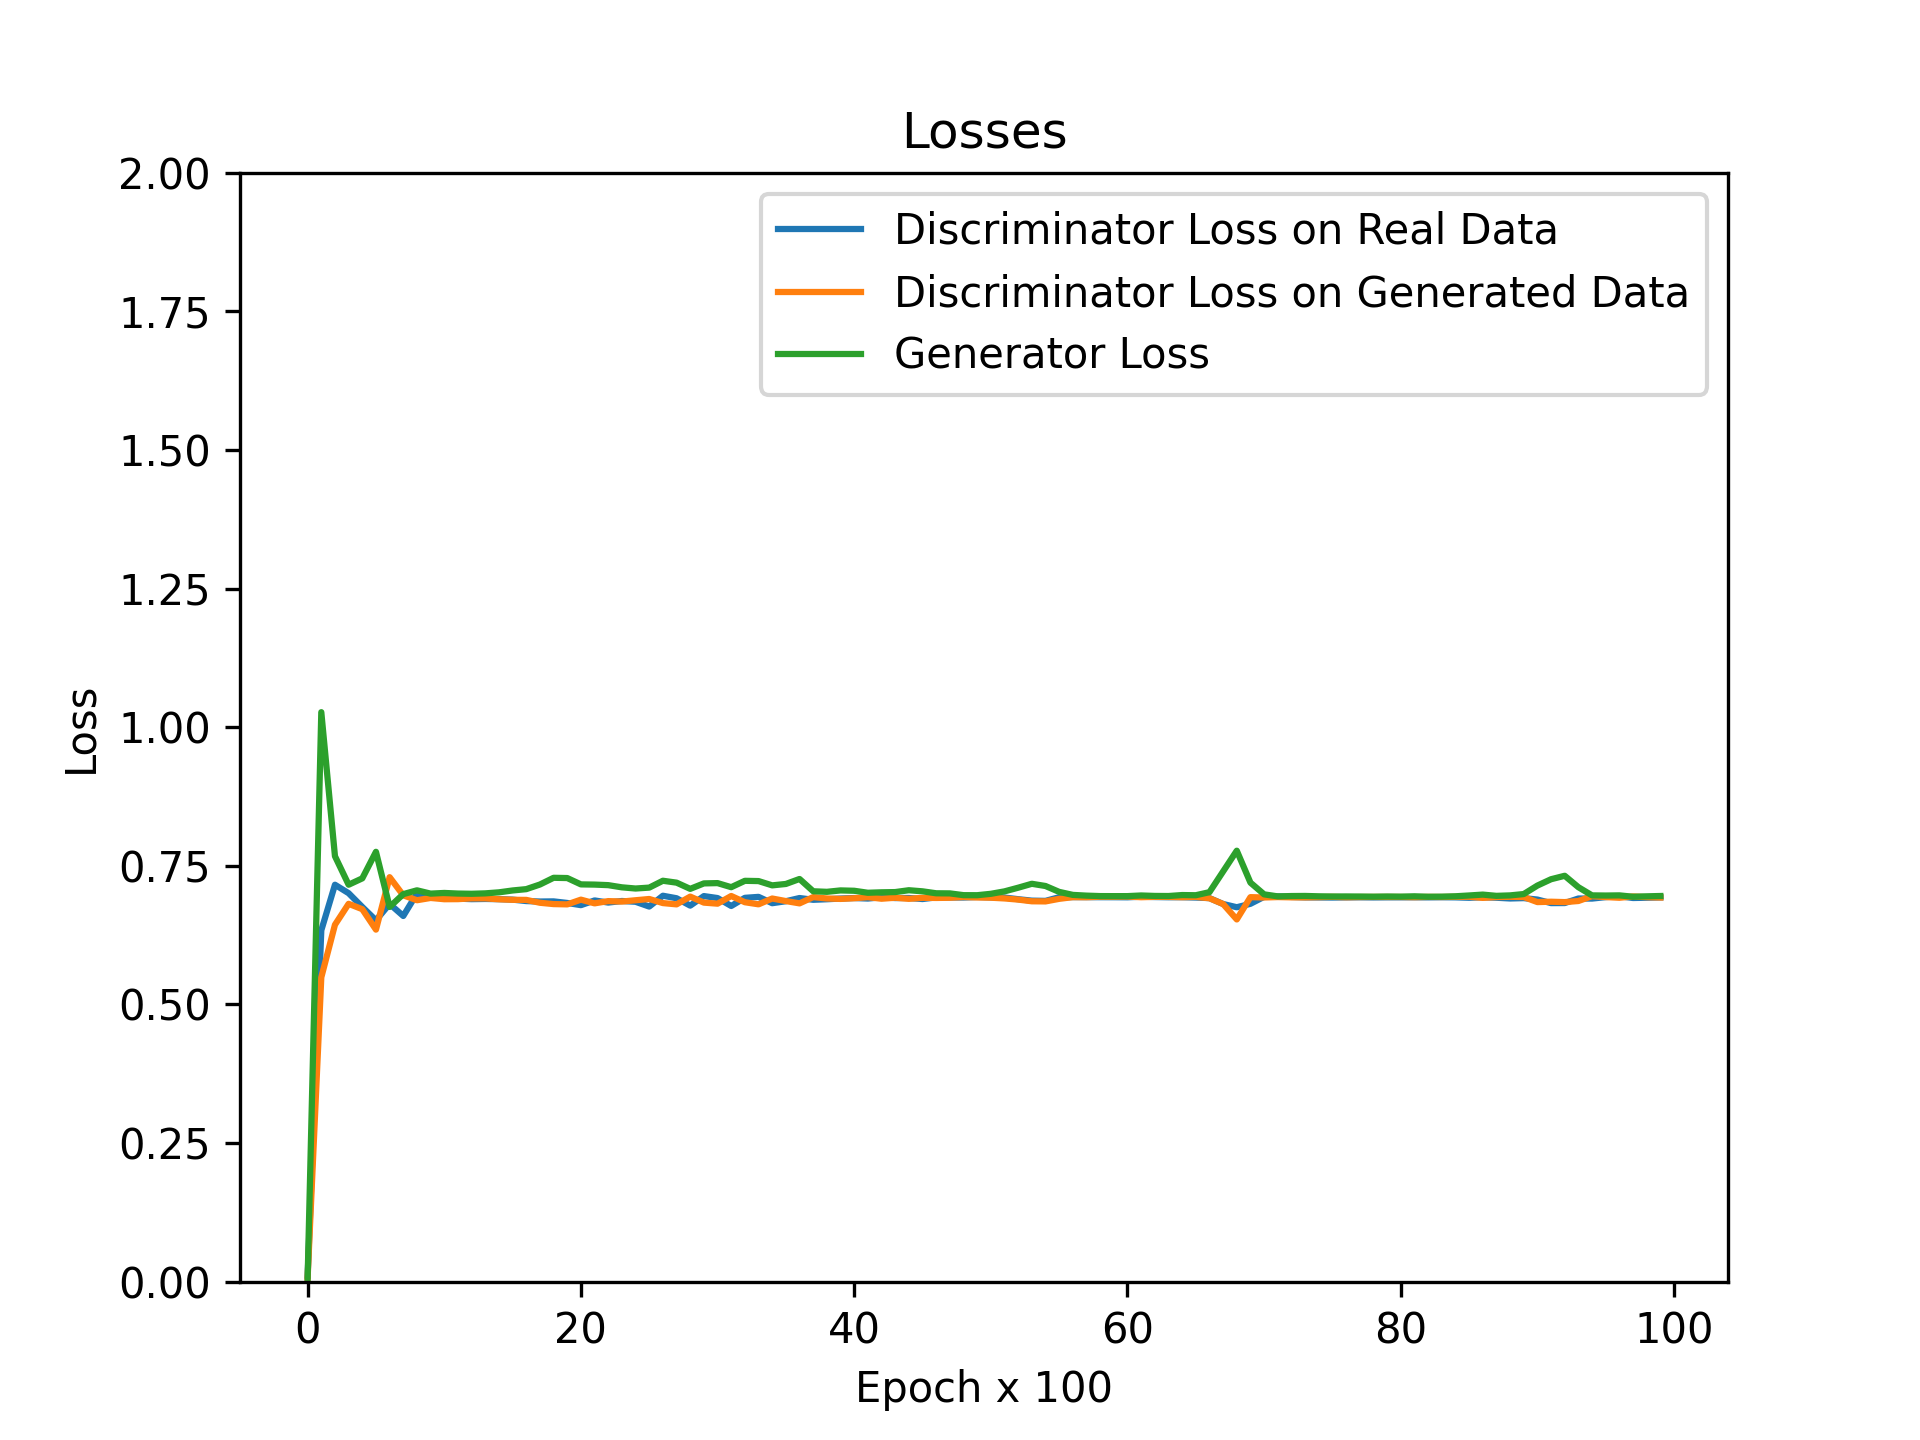 Losses
2.00
1.75
1.50
1.25
1.00
0.75
0.50
0.25
0.00
Loss
Discriminator Loss on Real Data
Discriminator Loss on Generated Data
Generator Loss
0 20 40 60 80 100
Epoch x 100